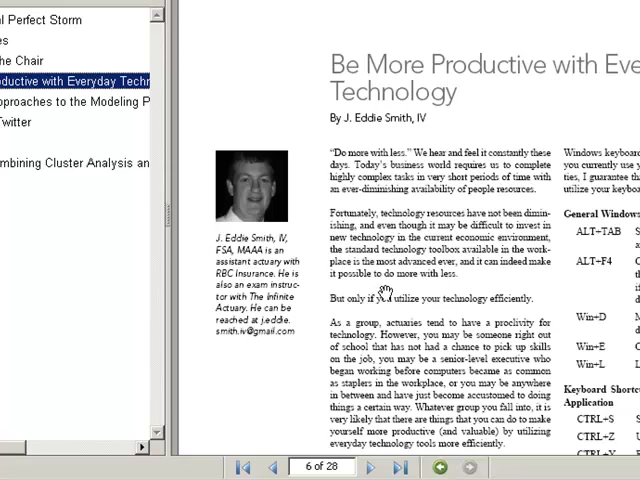 l Perfect Storm
es
he Chair
oductive with Everyday Techn
pproaches to the Modeling P
Twitter
ombining Cluster Analysis an
Be More Productive with Eve
Technology
By J. Eddie Smith, IV
J. Eddie Smith, IV,
FSA, MAAA is an
assistant actuary with
RBC Insurance. He is
also an exam instruc-
tor with The Infinite
Actuary. He can be
reached at j.eddie.
smith.iv@gmail.com
“Do more with less.” We hear and feel it constantly these
days. Today’s business world requires us to complete
highly complex tasks in very short periods of time with
an ever-diminishing availability of people resources.
Fortunately, technology resources have not been dimin-
ishing, and even though it may be difficult to invest in
new technology in the current economic environment,
the standard technology toolbox available in the work-
place is the most advanced ever, and it can indeed make
it possible to do more with less.
But only if you utilize your technology efficiently.
As a group, actuaries tend to have a proclivity for
technology. However, you may be someone right out
of school that has not had a chance to pick up skills
on the job, you may be a senior-level executive who
began working before computers became as common
as staplers in the workplace, or you may be anywhere
in between and have just become accustomed to doing
things a certain way. Whatever group you fall into, it is
very likely that there are things that you can do to make
yourself more productive (and valuable) by utilizing
everyday technology tools more efficiently.
Windows keyboar
you currently use y
ties, I guarantee tha
utilize your keyboa
General Windows
ALT+TAB S
ALT+F4 C
Win+D M
Win+E O
Win+L L
Keyboard Shortc
Application
CTRL+S S
CTRL+Z U
CTRL+Y R
6 of 28